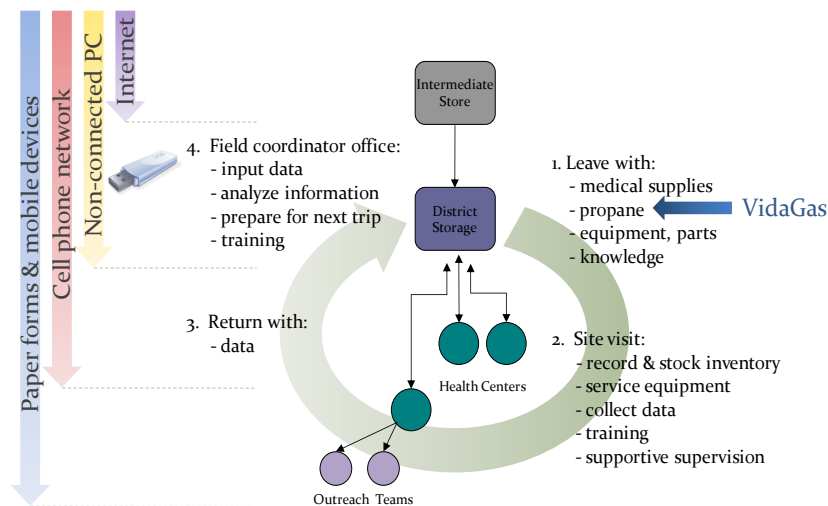 Paper forms & mobile devices
Cell phone network
Non-connected PC
Internet
Intermediate
Store
4. Field coordinator office:
- input data
- analyze information
- prepare for next trip
- training
District
Storage
1. Leave with:
- medical supplies
- propane
- equipment, parts
- knowledge
VidaGas
3. Return with:
- data
Health Centers
2. Site visit:
- record & stock inventory
- service equipment
- collect data
- training
- supportive supervision
Outreach Teams